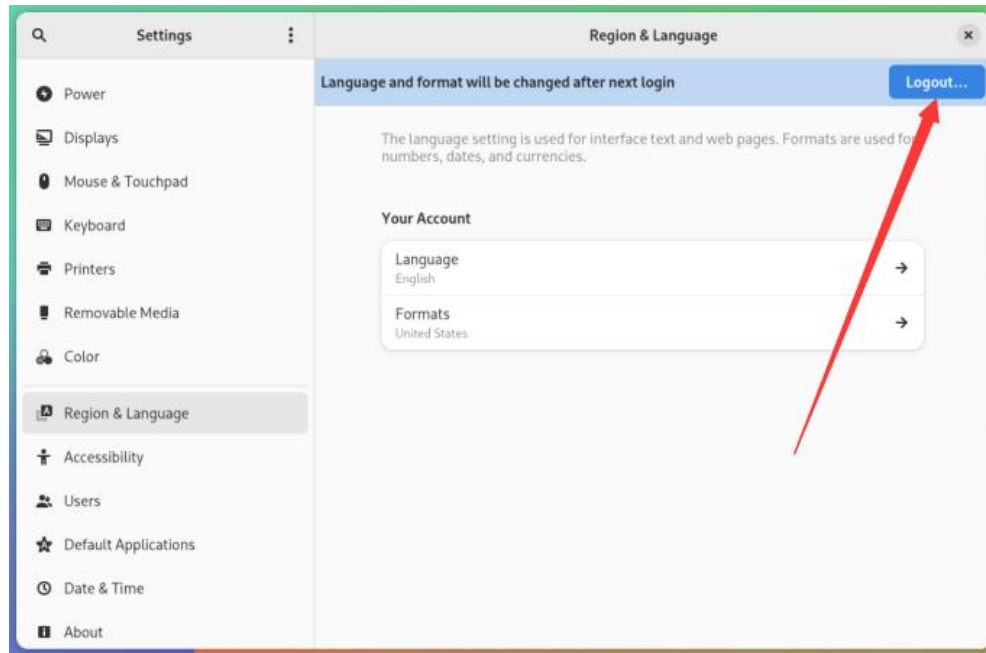 Settings
Power
Displays
Mouse & Touchpad
Keyboard
Printers
Removable Media
Color
Region & Language
Accessibility
Users
Default Applications
Date & Time
About
Region & Language
Language and format will be changed after next login
Logout...
The language setting is used for interface text and web pages. Formats are used for
numbers, dates, and currencies.
Your Account
Language
English
Formats
United States